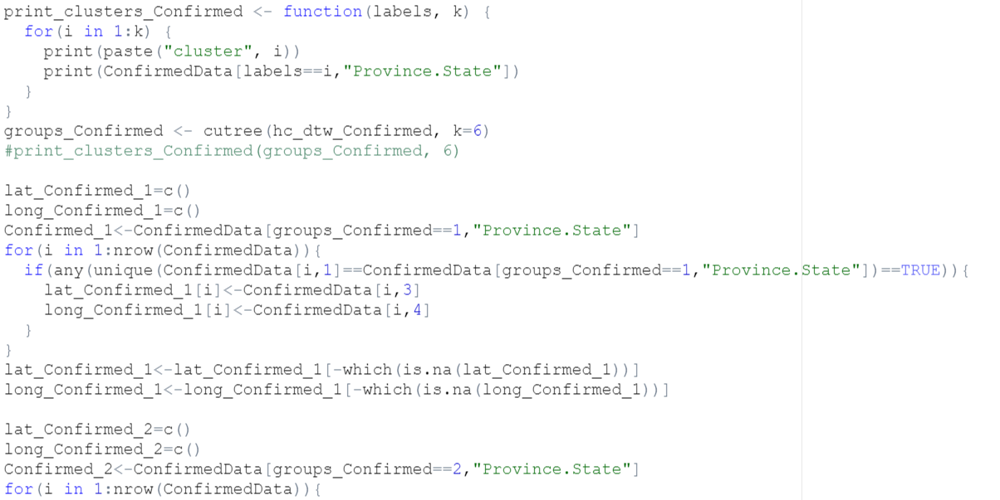 print_clusters_Confirmed <- function(labels, k) {
  for(i in 1:k) {
    print(paste("cluster", i))
    print(ConfirmedData[labels==i,"Province.State"])
  }
}
groups_Confirmed <- cutree(hc_dtw_Confirmed, k=6)
#print_clusters_Confirmed(groups_Confirmed, 6)

lat_Confirmed_1=c()
long_Confirmed_1=c()
Confirmed_1<-ConfirmedData[groups_Confirmed==1,"Province.State"]
for(i in 1:nrow(ConfirmedData)){
  if(any(unique(ConfirmedData[i,1]==ConfirmedData[groups_Confirmed==1,"Province.State"])==TRUE)){
    lat_Confirmed_1[i]<-ConfirmedData[i,3]
    long_Confirmed_1[i]<-ConfirmedData[i,4]
  }
}
lat_Confirmed_1<-lat_Confirmed_1[-which(is.na(lat_Confirmed_1))]
long_Confirmed_1<-long_Confirmed_1[-which(is.na(long_Confirmed_1))]

lat_Confirmed_2=c()
long_Confirmed_2=c()
Confirmed_2<-ConfirmedData[groups_Confirmed==2,"Province.State"]
for(i in 1:nrow(ConfirmedData)){